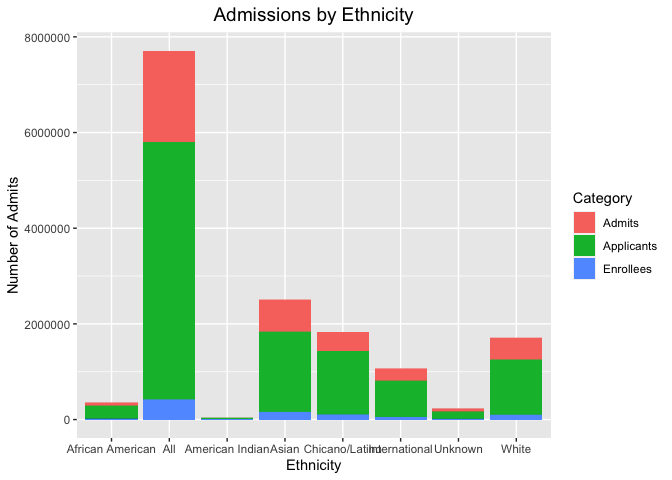 Admissions by Ethnicity
Number of Admits
8000000
6000000
4000000
2000000
0
African American All American Indian Asian Chicano/Latino International Unknown White
Ethnicity
Category
Admits
Applicants
Enrollees